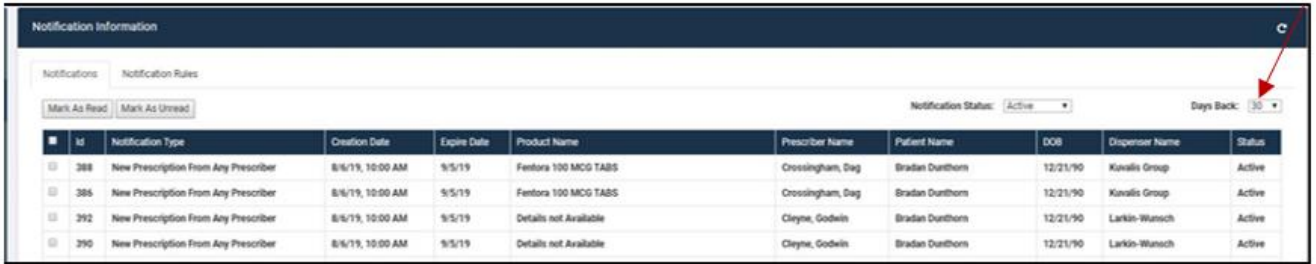 Notification Information
Notifications Notification Rules
Mark As Read Mark As Unread Notification Status: Active Days Back: 30
Id Notification Type Creation Date Expire Date Product Name Prescriber Name Patient Name DOB Dispenser Name Status
388 New Prescription From Any Prescriber 8/6/19, 10:00 AM 9/5/19 Fentora 100 MCG TABS Crossingham, Dag Bradan Dunthorn 12/21/90 Kuvalis Group Active
386 New Prescription From Any Prescriber 8/6/19, 10:00 AM 9/5/19 Fentora 100 MCG TABS Crossingham, Dag Bradan Dunthorn 12/21/90 Kuvalis Group Active
392 New Prescription From Any Prescriber 8/6/19, 10:00 AM 9/5/19 Details not Available Cleyne, Godwin Bradan Dunthorn 12/21/90 Larkin-Wunsch Active
390 New Prescription From Any Prescriber 8/6/19, 10:00 AM 9/5/19 Details not Available Cleyne, Godwin Bradan Dunthorn 12/21/90 Larkin-Wunsch Active